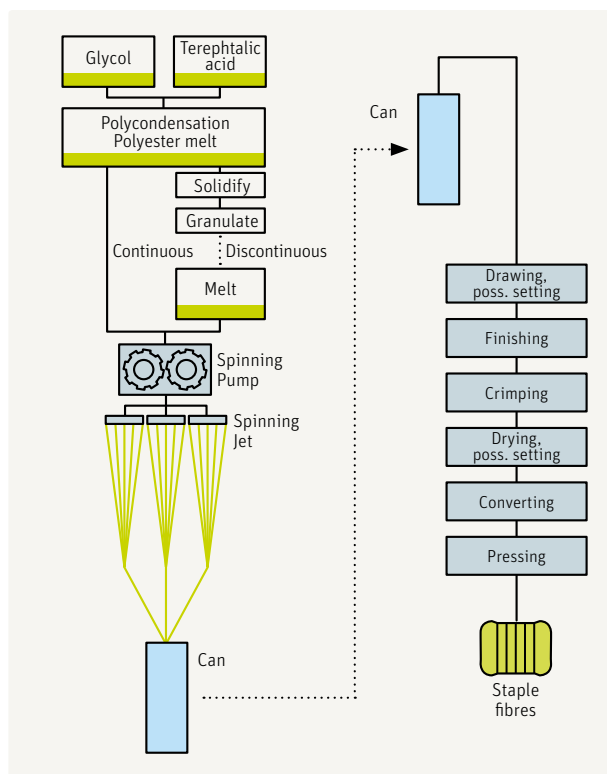 Glycol
Terephtalic
acid
Polycondensation
Polyester melt
Solidify
Granulate
Continuous
Discontinuous
Melt
Spinning
Pump
Spinning
Jet
Can
Can
Drawing,
poss. setting
Finishing
Crimping
Drying,
poss. setting
Converting
Pressing
Staple
fibres